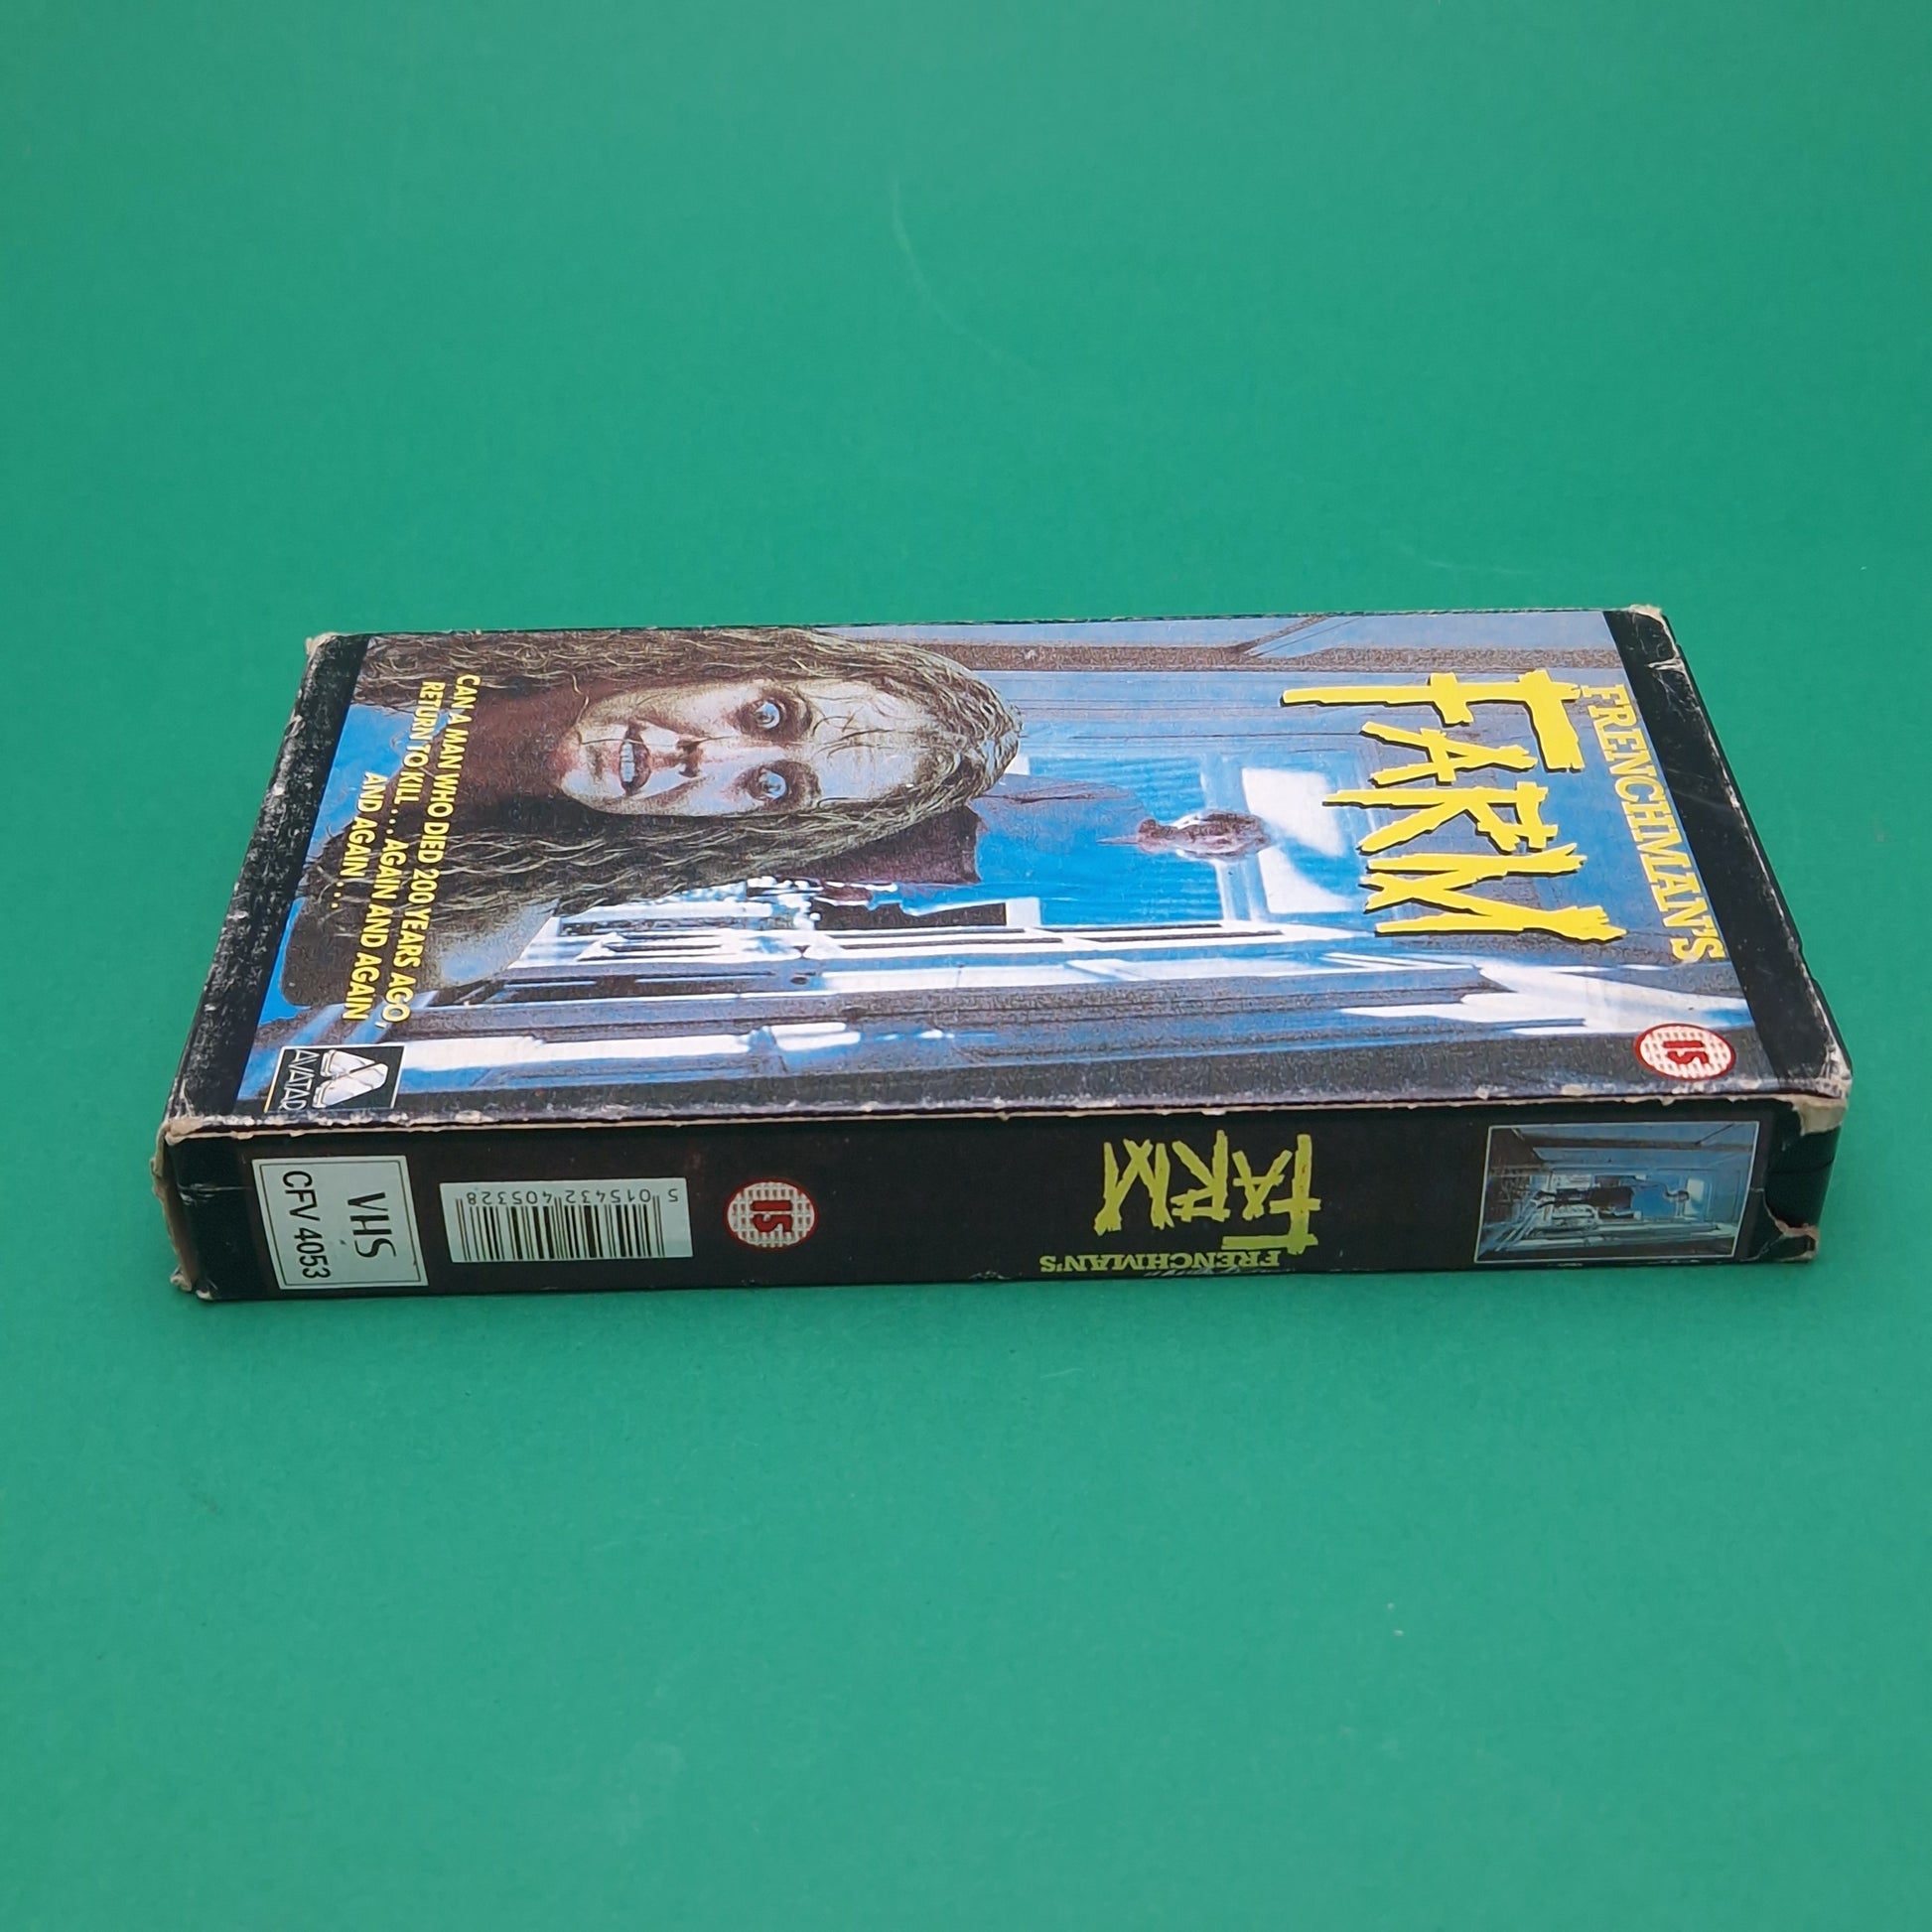 FRENCHMAN'S
FARM
15
CAN A MAN WHO DIED 200 YEARS AGO,
RETURN TO KILL.... AGAIN AND AGAIN
AND AGAIN....
FRENCHMAN'S
FARM
15
5 015432 405328
VHS
CFV 4053